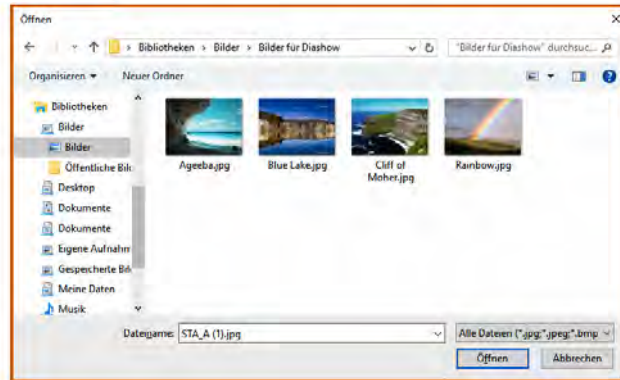 Öffnen
Bibliotheken > Bilder > Bilder für Diashow
"Bilder für Diashow" durchsuc...
Organisieren
Neuer Ordner
Bibliotheken
Bilder
Bilder
Öffentliche Bil
Desktop
Dokumente
Dokumente
Eigene Aufnahm
Gespeicherte Bil
Meine Daten
Musik
Ageeba.jpg
Blue Lake.jpg
Cliff of
Moher.jpg
Rainbow.jpg
Dateiname: STA_A (1).jpg
Alle Dateien (*.jpg;*.jpeg;*.bmp
Öffnen
Abbrechen